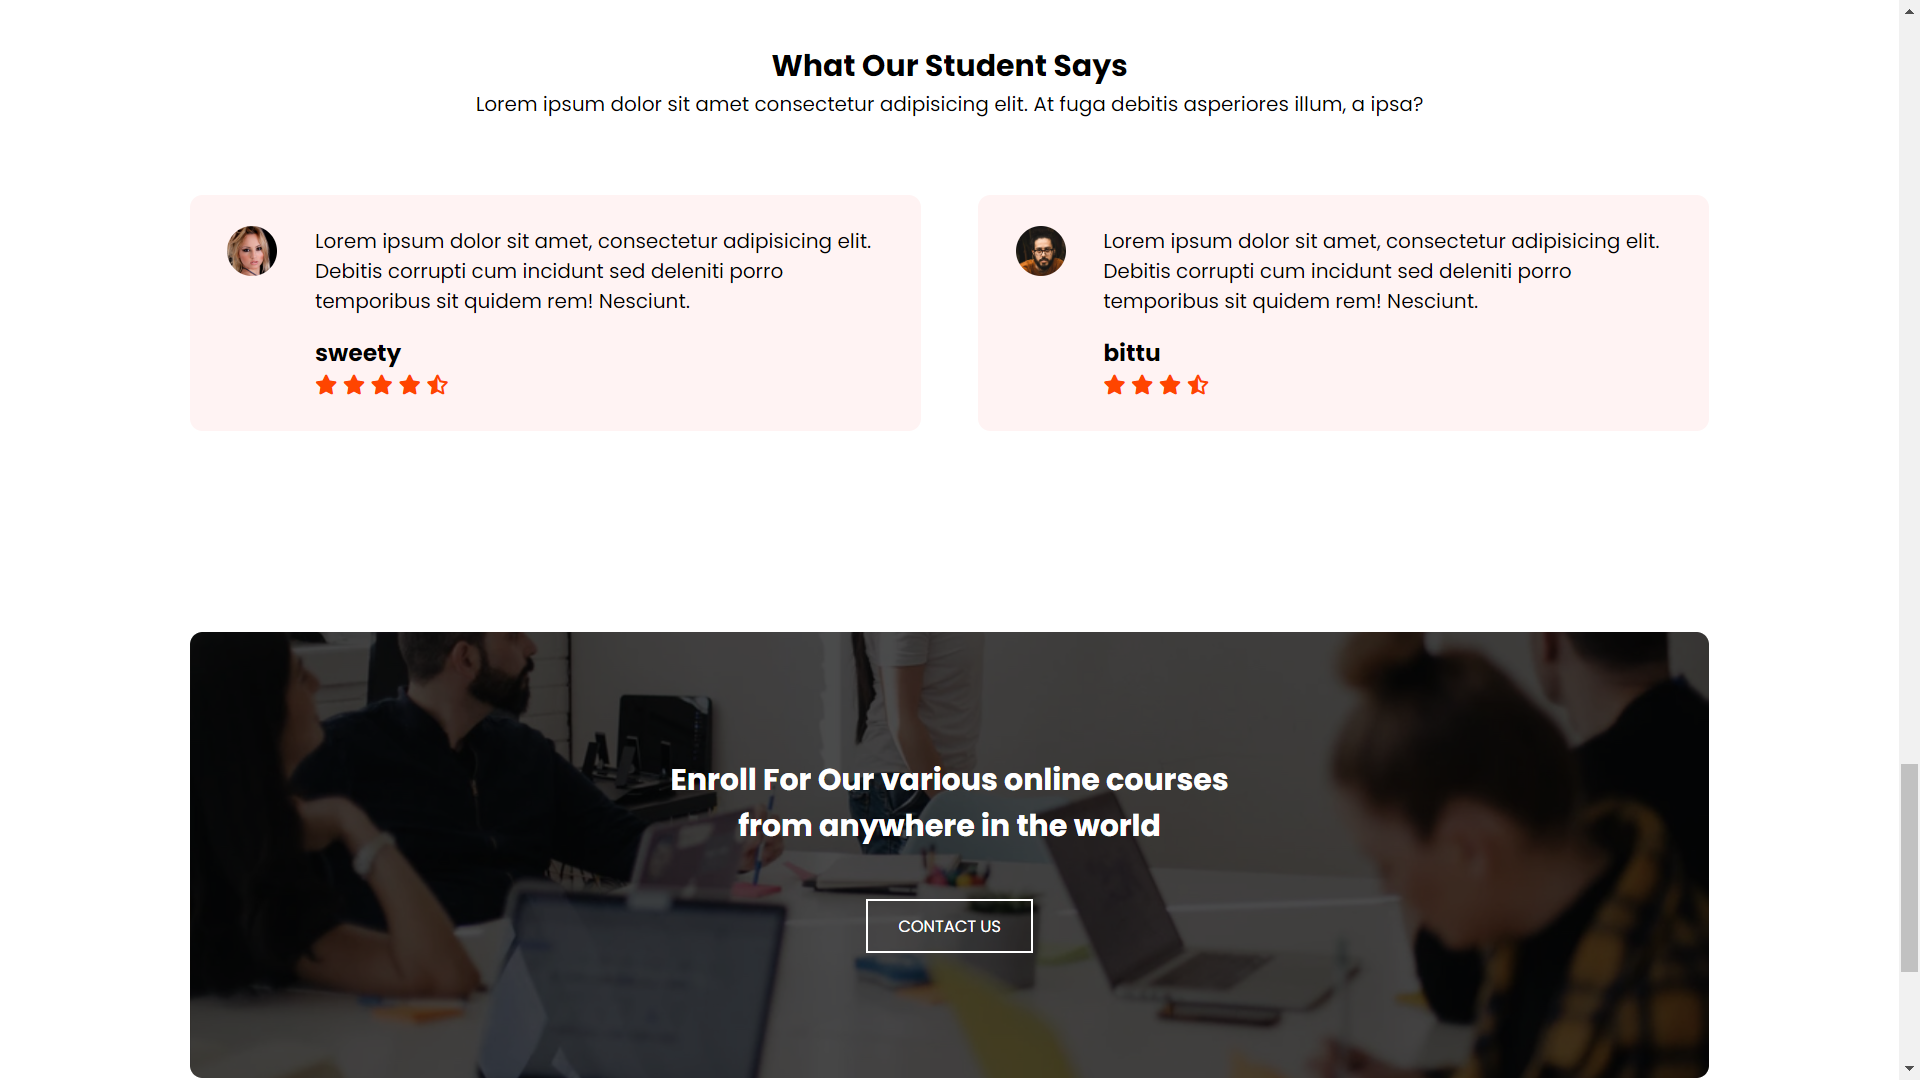 What Our Student Says
Lorem ipsum dolor sit amet consectetur adipisicing elit. At fuga debitis asperiores illum, a ipsa?
Lorem ipsum dolor sit amet, consectetur adipisicing elit.
Debitis corrupti cum incidunt sed deleniti porro
temporibus sit quidem rem! Nesciunt.
sweety
Lorem ipsum dolor sit amet, consectetur adipisicing elit.
Debitis corrupti cum incidunt sed deleniti porro
temporibus sit quidem rem! Nesciunt.
bittu
Enroll For Our various online courses
from anywhere in the world
CONTACT US